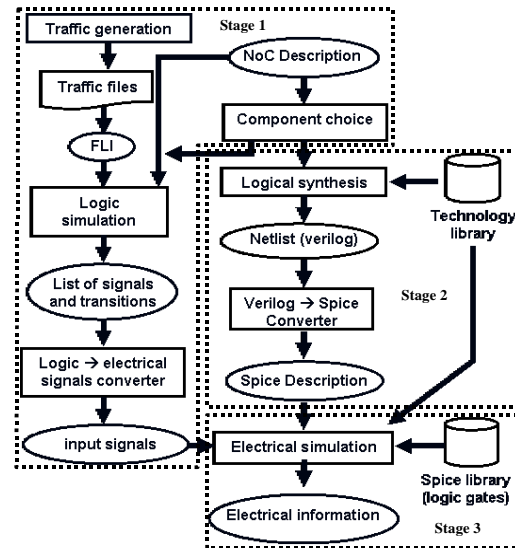 Traffic generation
Stage 1
Traffic files
NoC Description
FLI
Component choice
Logic
simulation
Logical synthesis
Technology
library
Netlist (verilog)
List of signals
and transitions
Stage 2
Verilog → Spice
Converter
Logic → electrical
signals converter
Spice Description
input signals
Electrical simulation
Spice library
(logic gates)
Electrical information
Stage 3